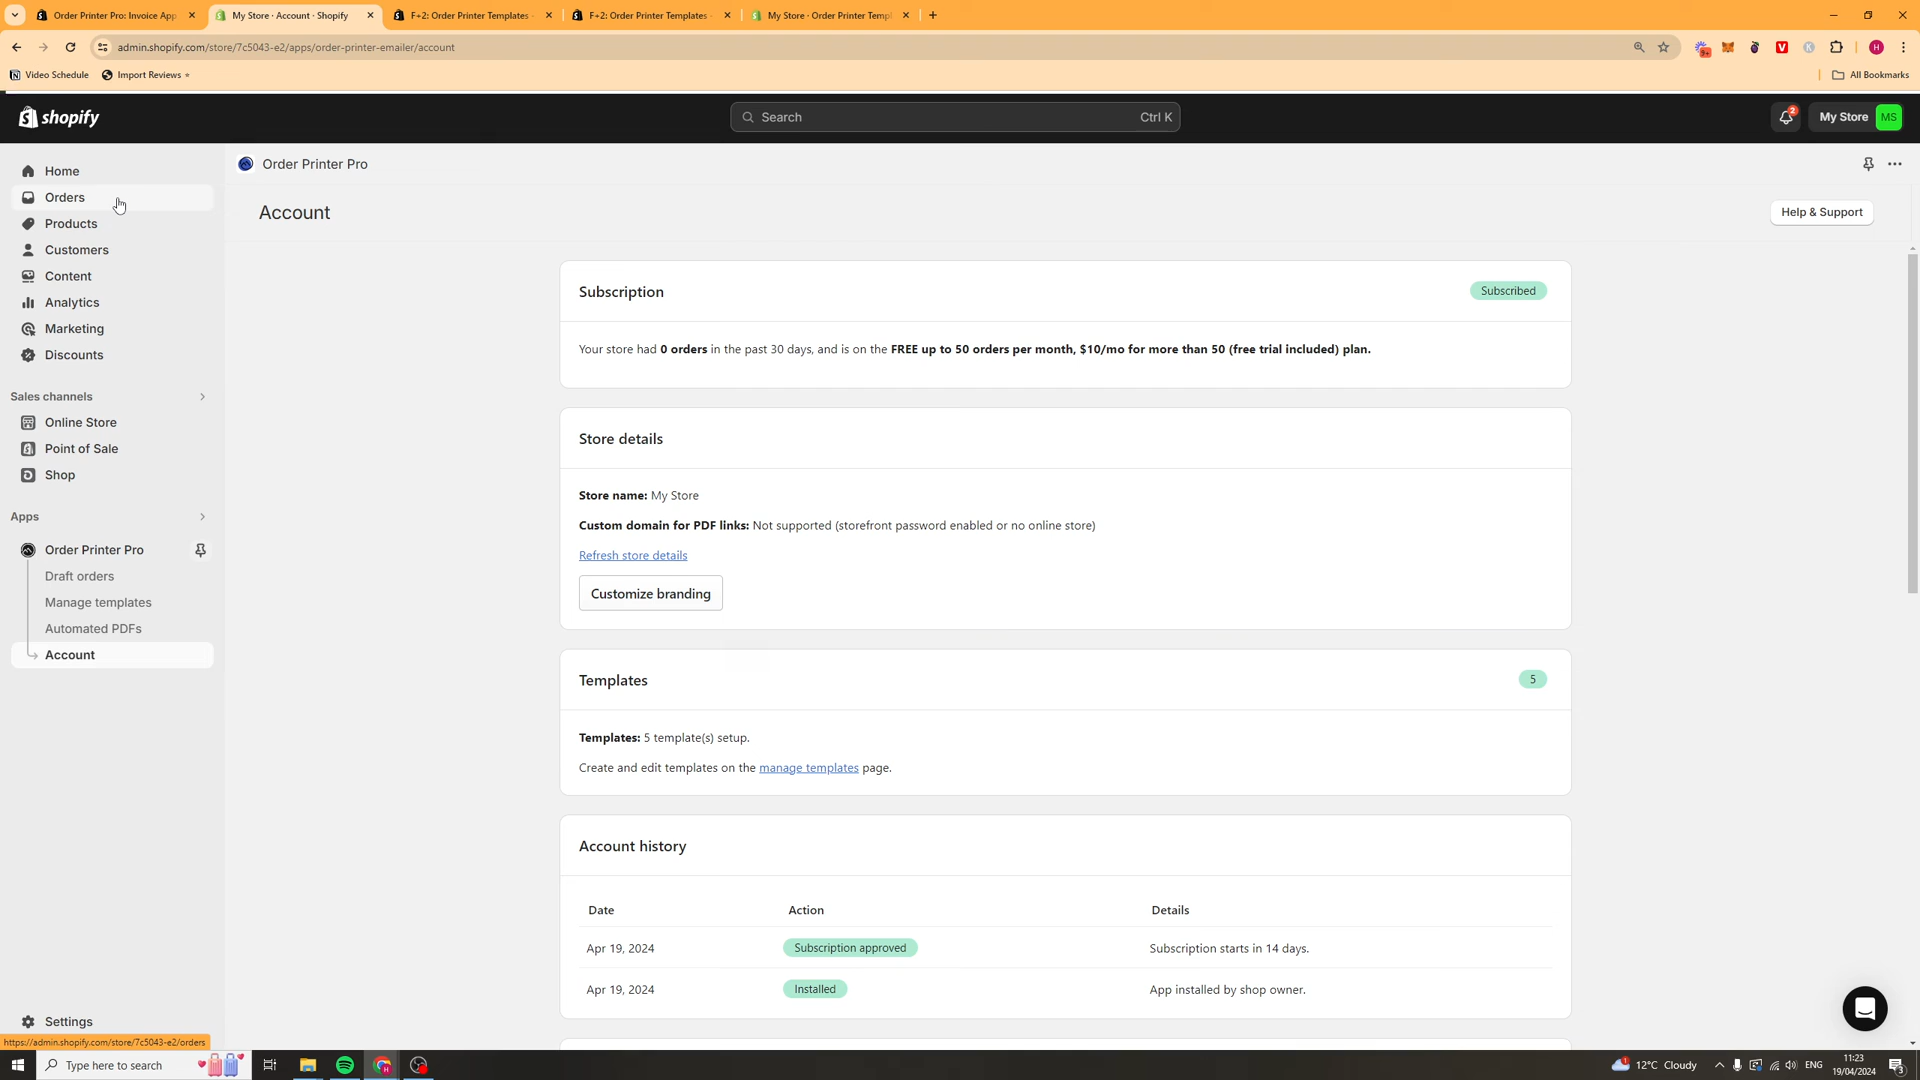 Order Printer Pro: Invoice App
My Store · Account · Shopify
F+2: Order Printer Templates -
F+2: Order Printer Templates -
My Store · Order Printer Templ
admin.shopify.com/store/7c5043-e2/apps/order-printer-emailer/account
9+
H
Video Schedule
Import Reviews ×
All Bookmarks
shopify
Search
Ctrl K
2
My Store
MS
Home
Orders
Products
Customers
Content
Analytics
Marketing
Discounts
Sales channels
Online Store
Point of Sale
Shop
Apps
Order Printer Pro
Draft orders
Manage templates
Automated PDFs
Account
Settings
Order Printer Pro
Account
Help & Support
Subscription
Subscribed
Your store had 0 orders in the past 30 days, and is on the FREE up to 50 orders per month, $10/mo for more than 50 (free trial included) plan.
Store details
Store name: My Store
Custom domain for PDF links: Not supported (storefront password enabled or no online store)
Refresh store details
Customize branding
Templates
5
Templates: 5 template(s) setup.
Create and edit templates on the manage templates page.
Account history
Date Action Details
Apr 19, 2024 Subscription approved Subscription starts in 14 days.
Apr 19, 2024 Installed App installed by shop owner.
https://admin.shopify.com/store/7c5043-e2/orders
Type here to search
12°C Cloudy
ENG
11:23
19/04/2024
3